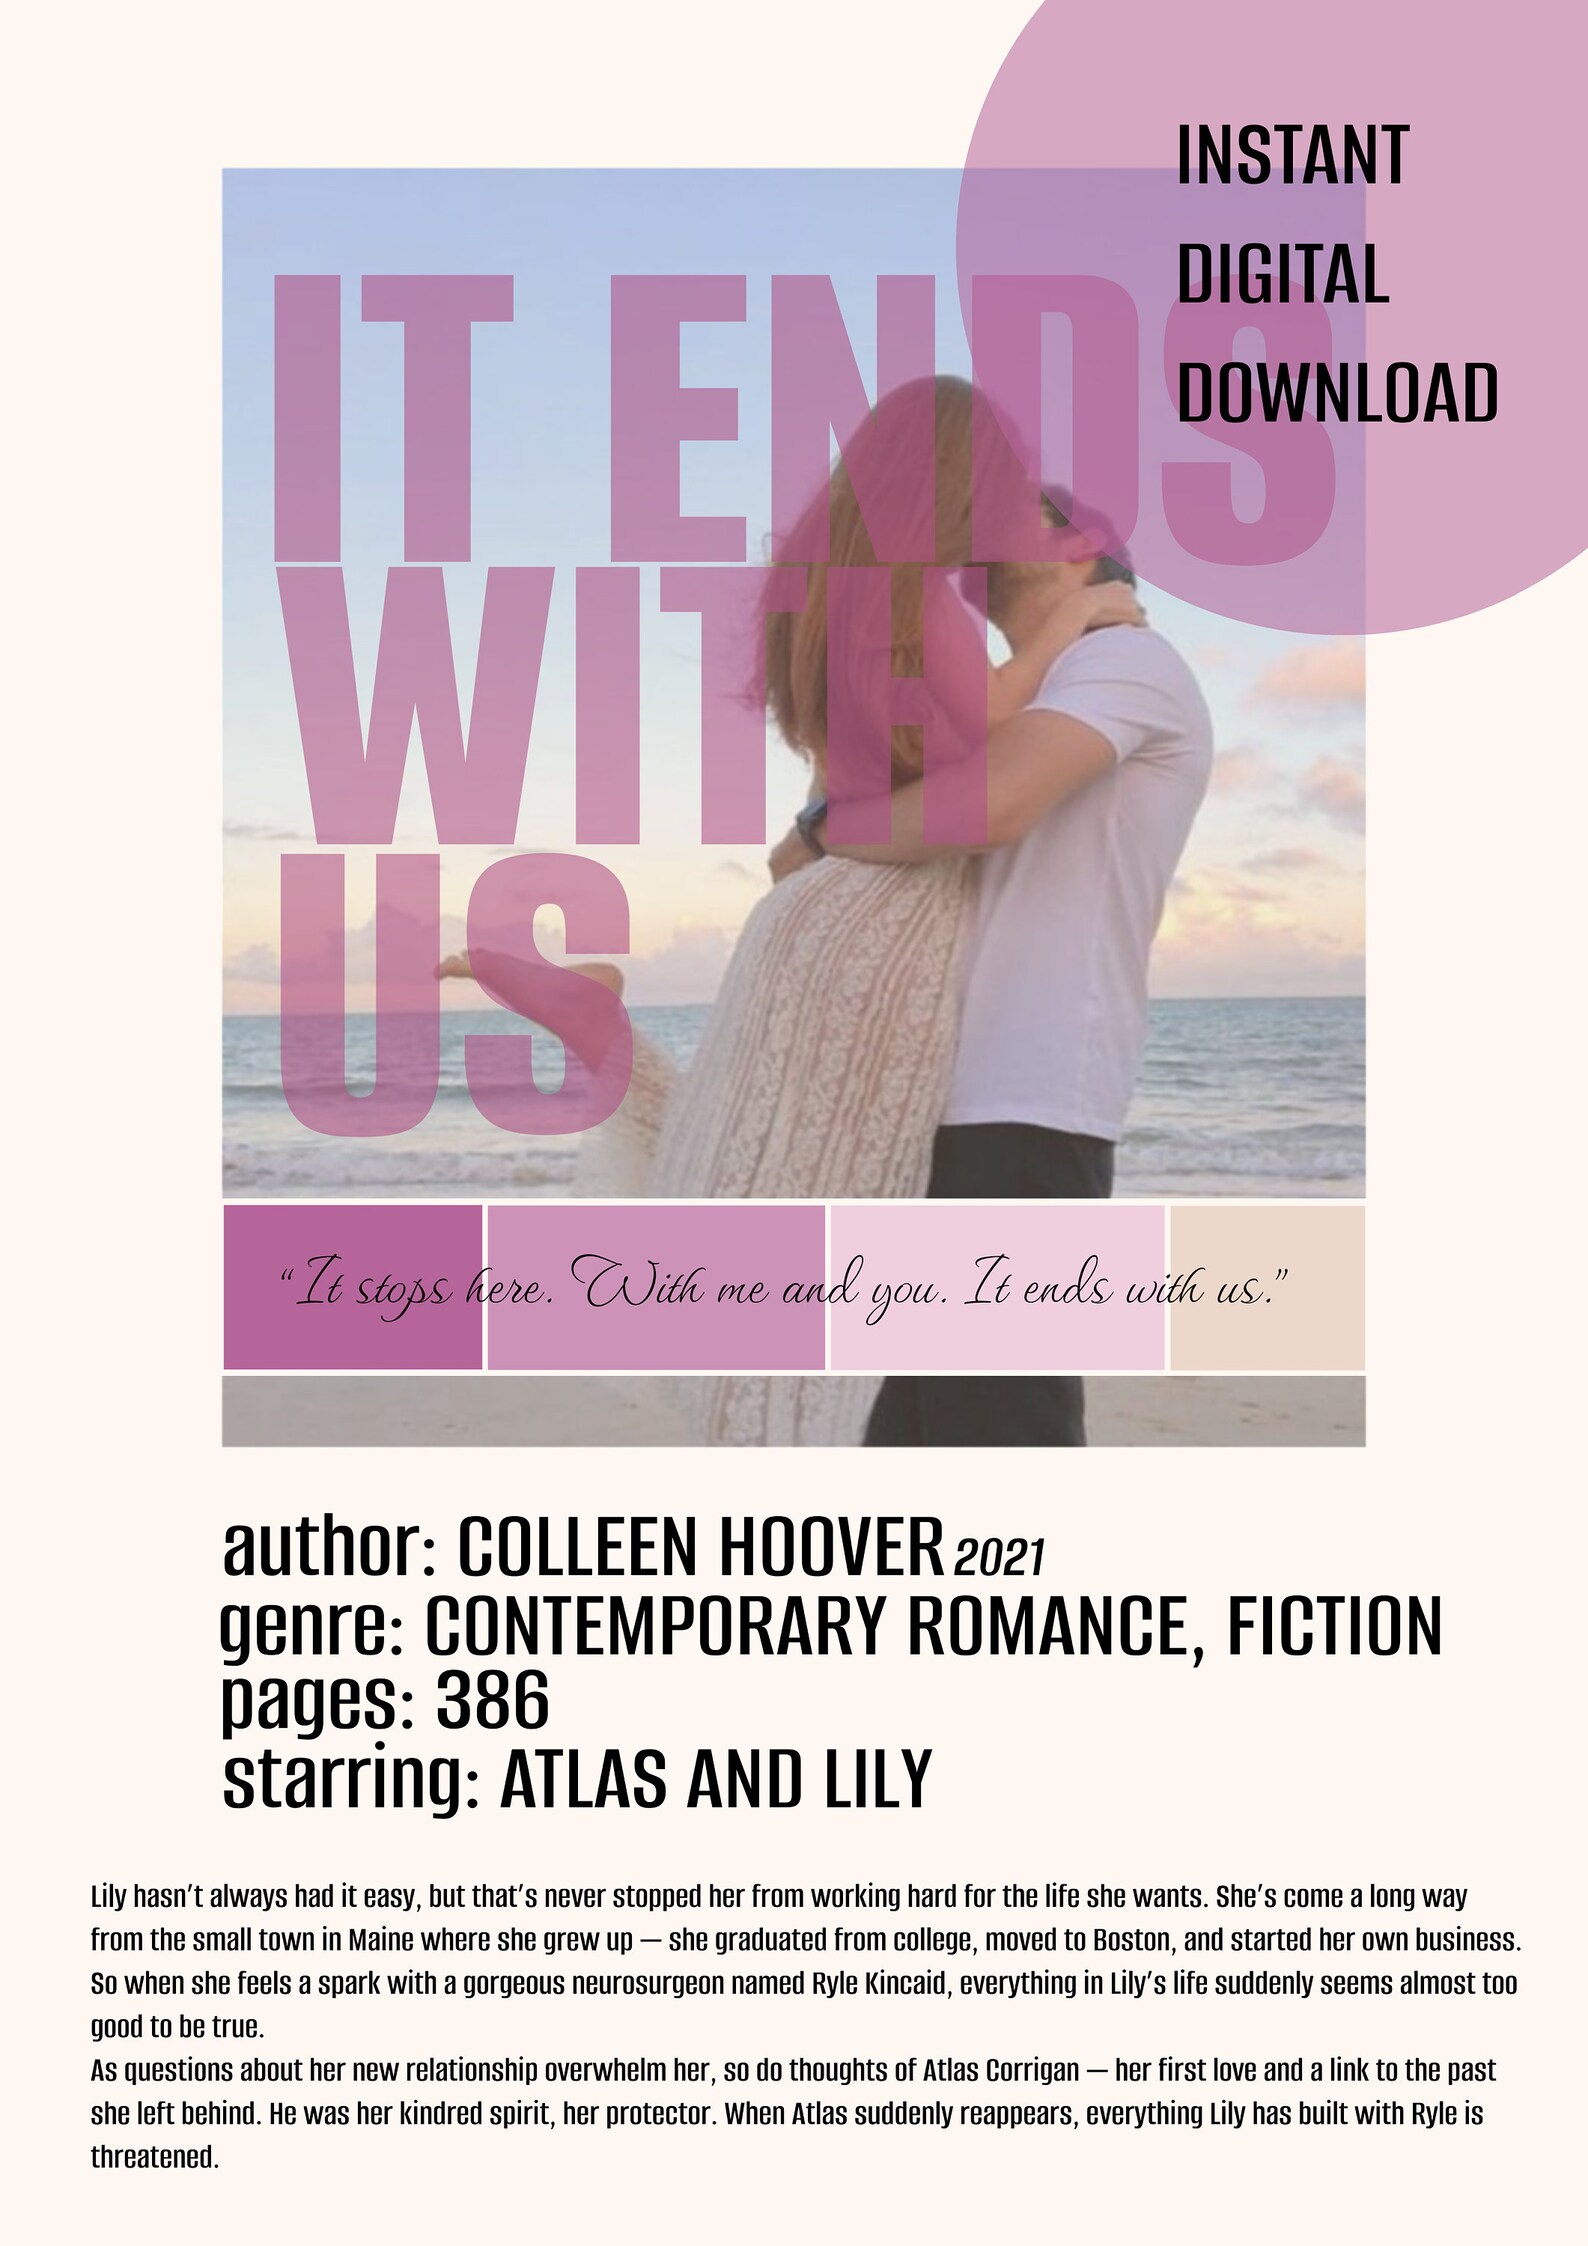 INSTANT
DIGITAL
DOWNLOAD
IT ENDS
WITH
US
“It stops here. With me and you. It ends with us.”
author: COLLEEN HOOVER 2021
genre: CONTEMPORARY ROMANCE, FICTION
pages: 386
starring: ATLAS AND LILY
Lily hasn’t always had it easy, but that’s never stopped her from working hard for the life she wants. She’s come a long way
from the small town in Maine where she grew up — she graduated from college, moved to Boston, and started her own business.
So when she feels a spark with a gorgeous neurosurgeon named Ryle Kincaid, everything in Lily’s life suddenly seems almost too
good to be true.
As questions about her new relationship overwhelm her, so do thoughts of Atlas Corrigan — her first love and a link to the past
she left behind. He was her kindred spirit, her protector. When Atlas suddenly reappears, everything Lily has built with Ryle is
threatened.